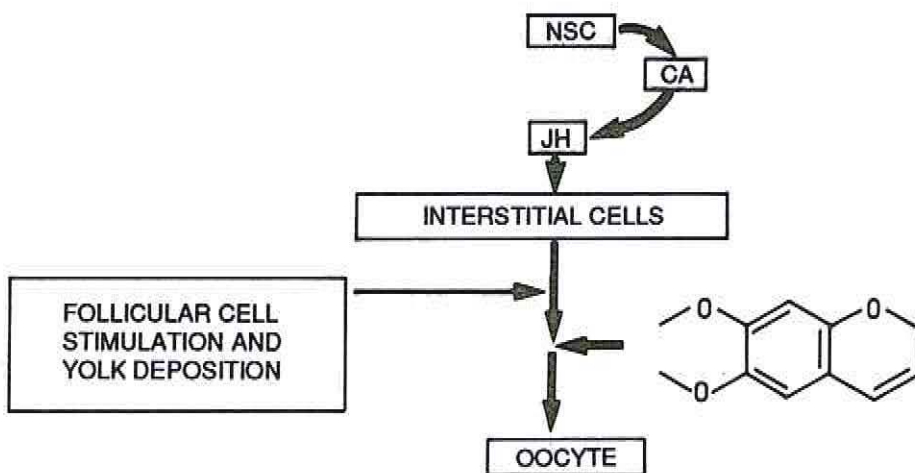 NSC
CA
JH
INTERSTITIAL CELLS
FOLLICULAR CELL
STIMULATION AND
YOLK DEPOSITION
O
O
O
OOCYTE